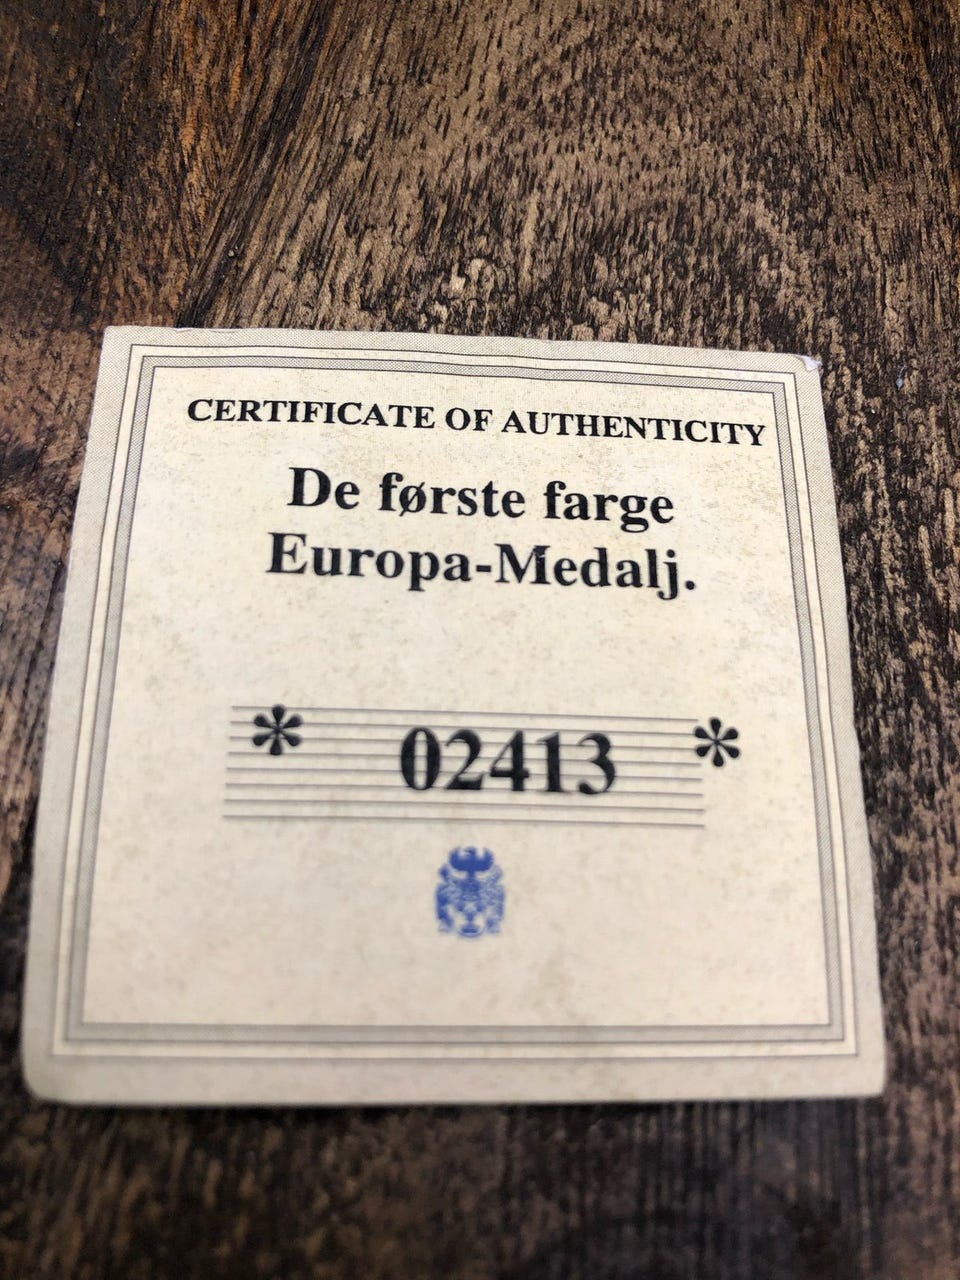 CERTIFICATE OF AUTHENTICITY
De første farge
Europa-Medalj.
* 02413 *